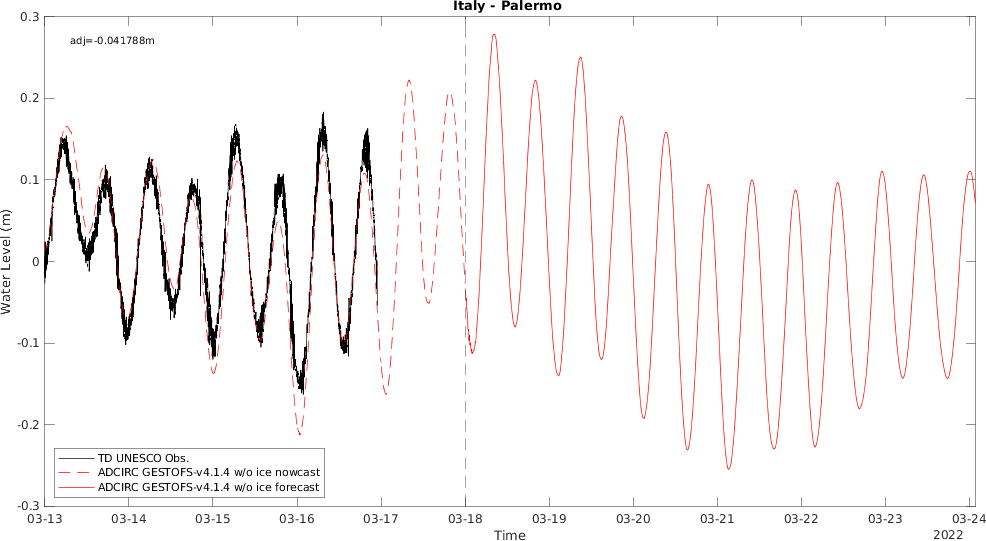 Italy - Palermo
adj=-0.041788m
Water Level (m)
0.3
0.2
0.1
0
-0.1
-0.2
-0.3
TD UNESCO Obs.
ADCIRC GESTOFS-v4.1.4 w/o ice nowcast
ADCIRC GESTOFS-v4.1.4 w/o ice forecast
03-13 03-14 03-15 03-16 03-17 03-18 03-19 03-20 03-21 03-22 03-23 03-24
Time
2022